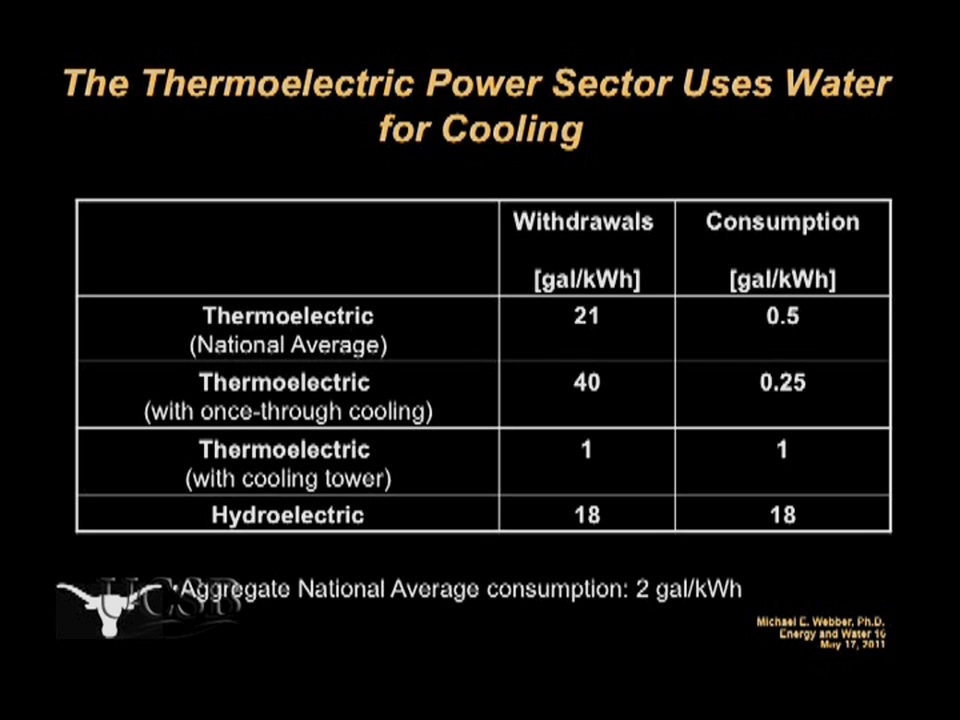 The Thermoelectric Power Sector Uses Water
for Cooling
Withdrawals Consumption
[gal/kWh] [gal/kWh]
Thermoelectric 21 0.5
(National Average)
Thermoelectric 40 0.25
(with once-through cooling)
Thermoelectric 1 1
(with cooling tower)
Hydroelectric 18 18
•Aggregate National Average consumption: 2 gal/kWh
UCSB
Michael E. Webber, Ph.D.
Energy and Water 16
May 17, 2011